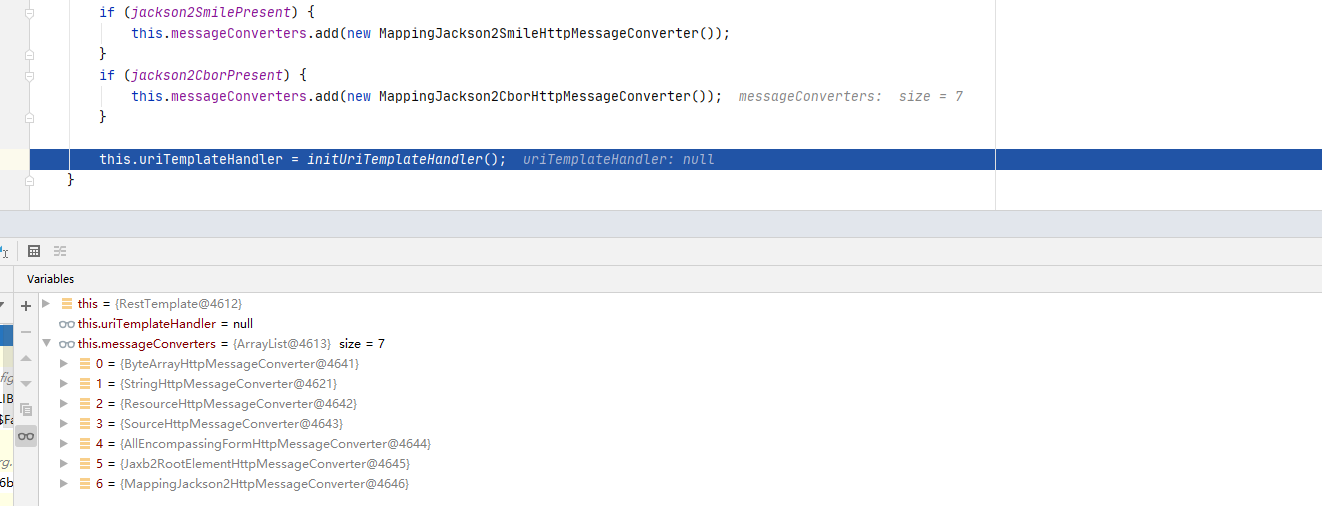 if (jackson2SmilePresent) {
this.messageConverters.add(new MappingJackson2SmileHttpMessageConverter());
}
if (jackson2CborPresent) {
this.messageConverters.add(new MappingJackson2CborHttpMessageConverter()); messageConverters: size = 7
}
this.uriTemplateHandler = initUriTemplateHandler(); uriTemplateHandler: null
}
Variables
this = {RestTemplate@4612}
this.uriTemplateHandler = null
this.messageConverters = {ArrayList@4613} size = 7
0 = {ByteArrayHttpMessageConverter@4641}
fig
1 = {StringHttpMessageConverter@4621}
LIB
2 = {ResourceHttpMessageConverter@4642}
$Fa
3 = {SourceHttpMessageConverter@4643}
4 = {AllEncompassingFormHttpMessageConverter@4644}
rg.
5 = {Jaxb2RootElementHttpMessageConverter@4645}
6b
6 = {MappingJackson2HttpMessageConverter@4646}